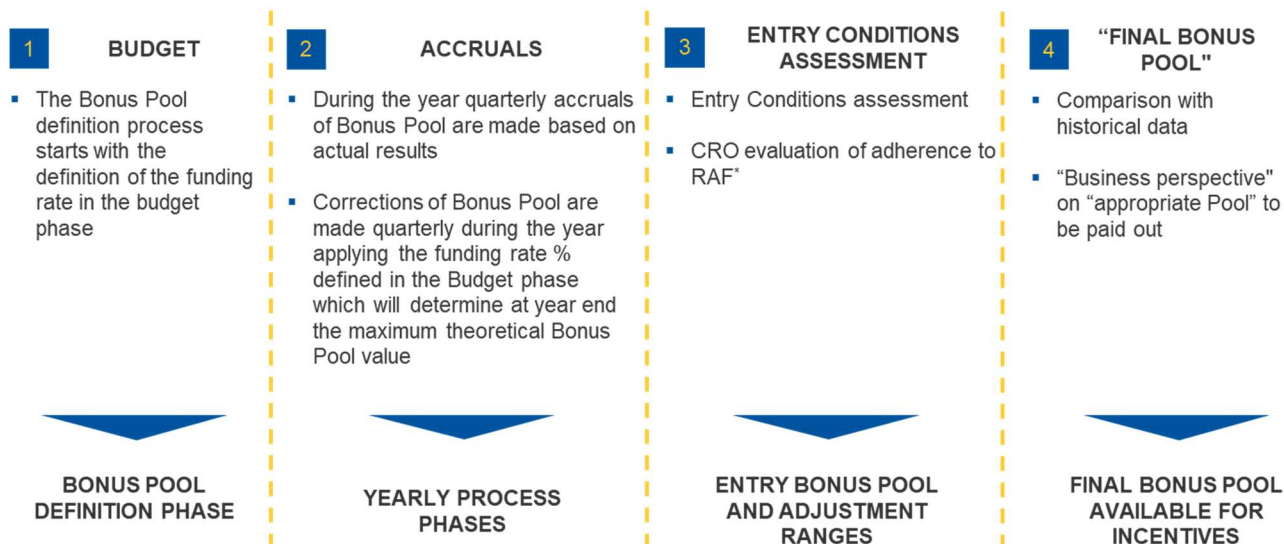 1
BUDGET
▪ The Bonus Pool
definition process
starts with the
definition of the funding
rate in the budget
phase
BONUS POOL
DEFINITION PHASE
2
ACCRUALS
▪ During the year quarterly accruals
of Bonus Pool are made based on
actual results
▪ Corrections of Bonus Pool are
made quarterly during the year
applying the funding rate %
defined in the Budget phase
which will determine at year end
the maximum theoretical Bonus
Pool value
YEARLY PROCESS
PHASES
3
ENTRY CONDITIONS
ASSESSMENT
▪ Entry Conditions assessment
▪ CRO evaluation of adherence to
RAF*
ENTRY BONUS POOL
AND ADJUSTMENT
RANGES
4
“FINAL BONUS
POOL"
▪ Comparison with
historical data
▪ “Business perspective"
on “appropriate Pool” to
be paid out
FINAL BONUS POOL
AVAILABLE FOR
INCENTIVES